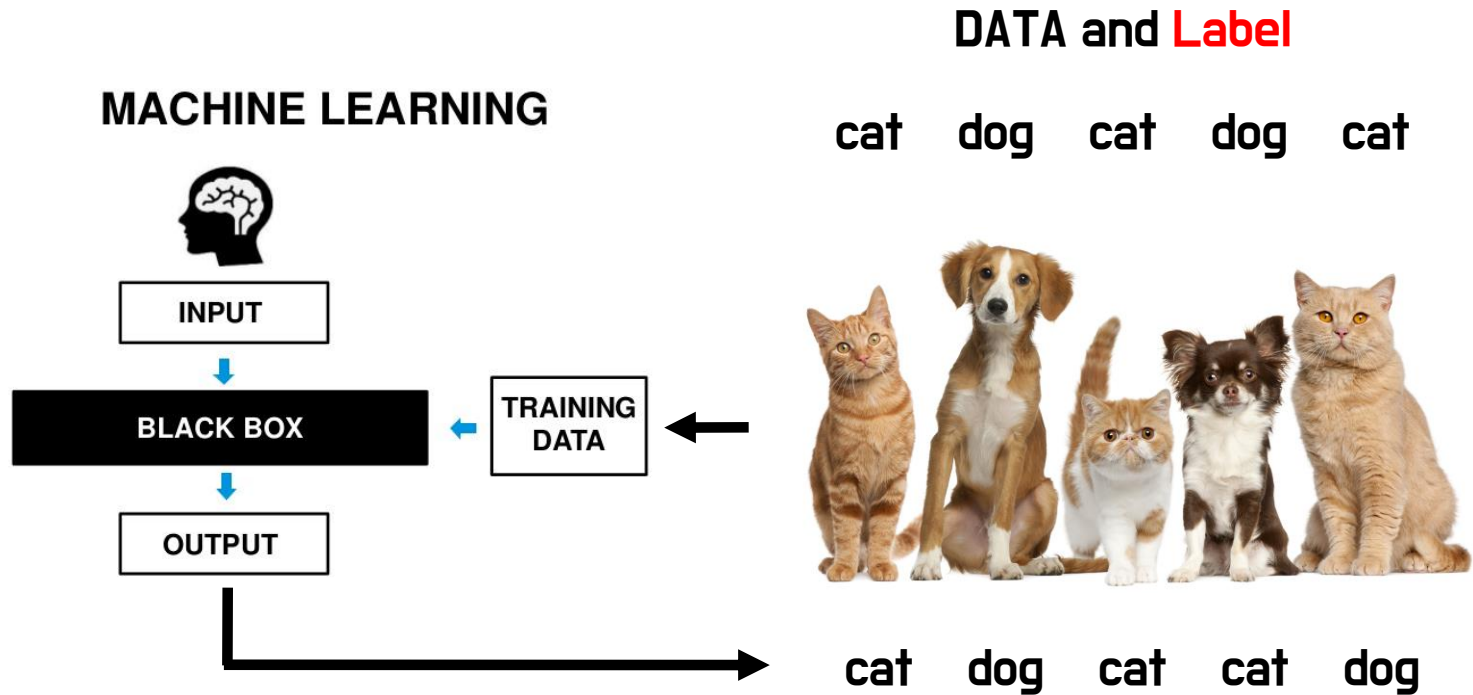 DATA and Label
MACHINE LEARNING
cat dog cat dog cat
INPUT
BLACK BOX
TRAINING
DATA
OUTPUT
cat dog cat cat dog